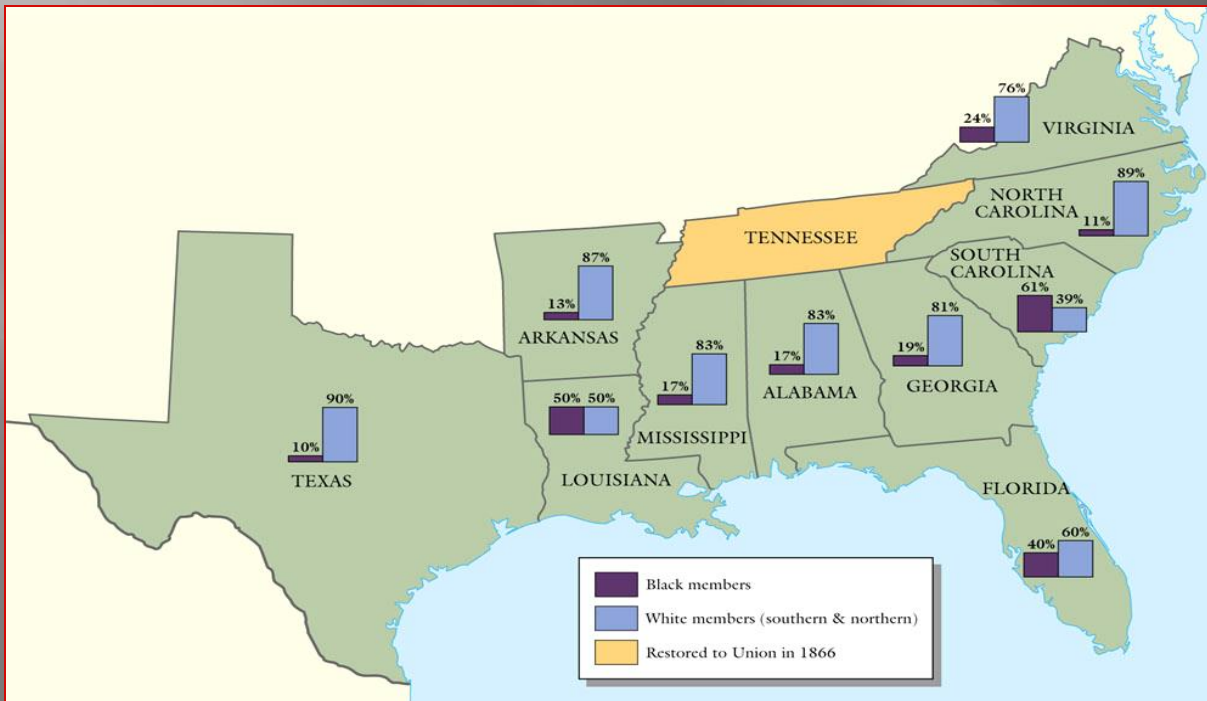 76%
24%
VIRGINIA
89%
NORTH
CAROLINA
11%
TENNESSEE
SOUTH
CAROLINA
61%
39%
87%
13%
ARKANSAS
83%
17%
MISSISSIPPI
83%
17%
ALABAMA
81%
19%
GEORGIA
90%
10%
TEXAS
50% 50%
LOUISIANA
FLORIDA
40%
60%
Black members
White members (southern & northern)
Restored to Union in 1866